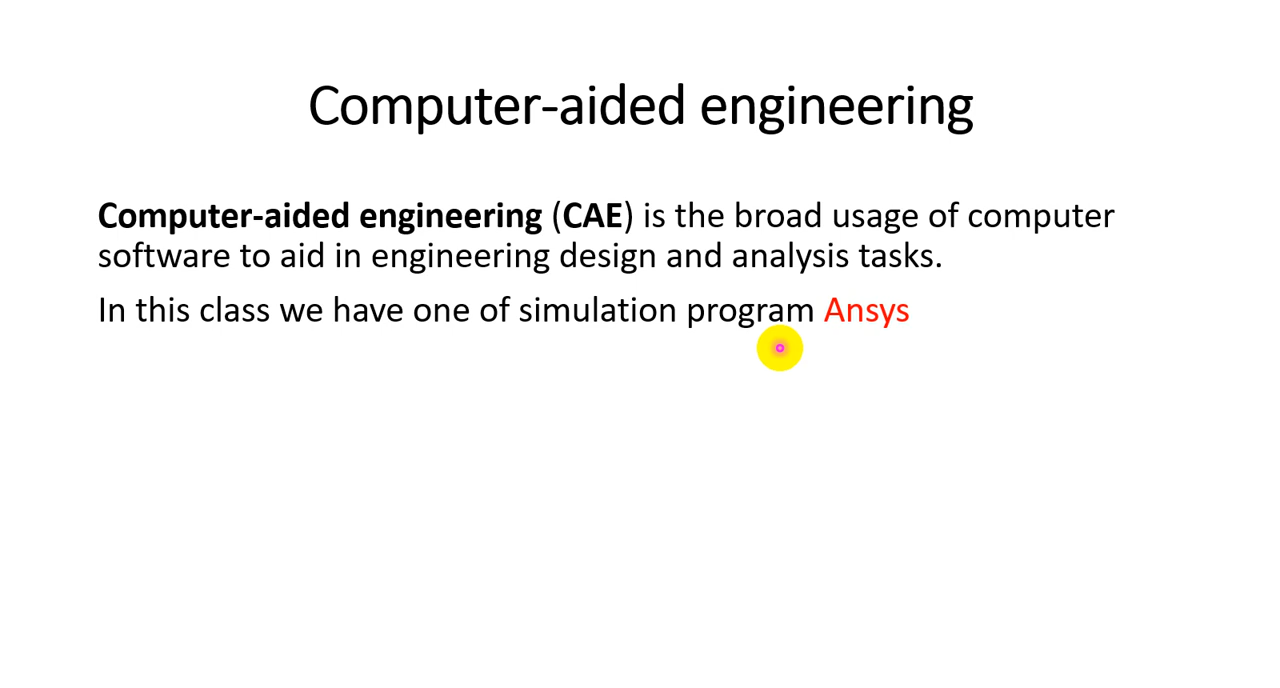 Computer-aided engineering
Computer-aided engineering (CAE) is the broad usage of computer
software to aid in engineering design and analysis tasks.
In this class we have one of simulation program Ansys